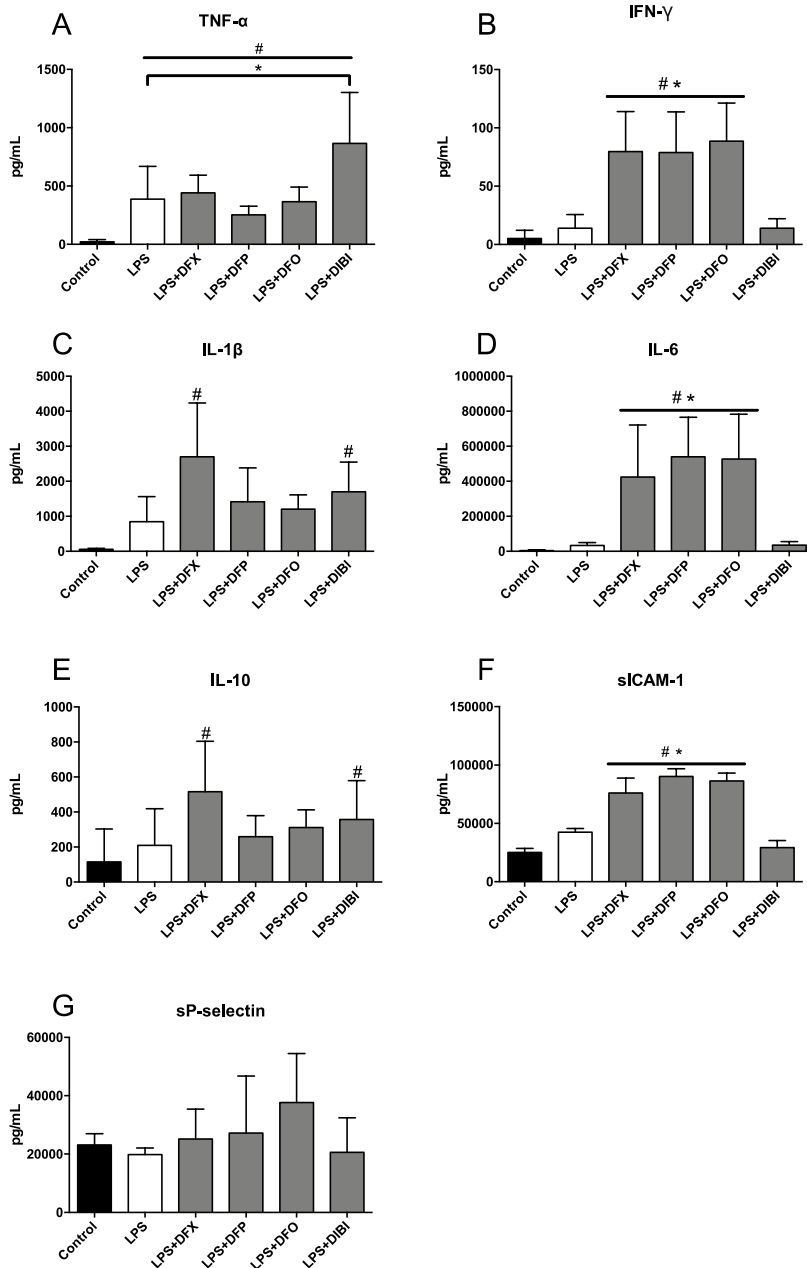 A
TNF-α
#
*
pg/mL
1500
1000
500
0
Control
LPS
LPS+DFX
LPS+DFP
LPS+DFO
LPS+DIBI
B
IFN-γ
# *
pg/mL
150
100
50
0
Control
LPS
LPS+DFX
LPS+DFP
LPS+DFO
LPS+DIBI
C
IL-1β
#
#
pg/mL
5000
4000
3000
2000
1000
0
Control
LPS
LPS+DFX
LPS+DFP
LPS+DFO
LPS+DIBI
D
IL-6
# *
pg/mL
1000000
800000
600000
400000
200000
0
Control
LPS
LPS+DFX
LPS+DFP
LPS+DFO
LPS+DIBI
E
IL-10
#
#
pg/mL
1000
800
600
400
200
0
Control
LPS
LPS+DFX
LPS+DFP
LPS+DFO
LPS+DIBI
F
sICAM-1
# *
pg/mL
150000
100000
50000
0
Control
LPS
LPS+DFX
LPS+DFP
LPS+DFO
LPS+DIBI
G
sP-selectin
pg/mL
60000
40000
20000
0
Control
LPS
LPS+DFX
LPS+DFP
LPS+DFO
LPS+DIBI